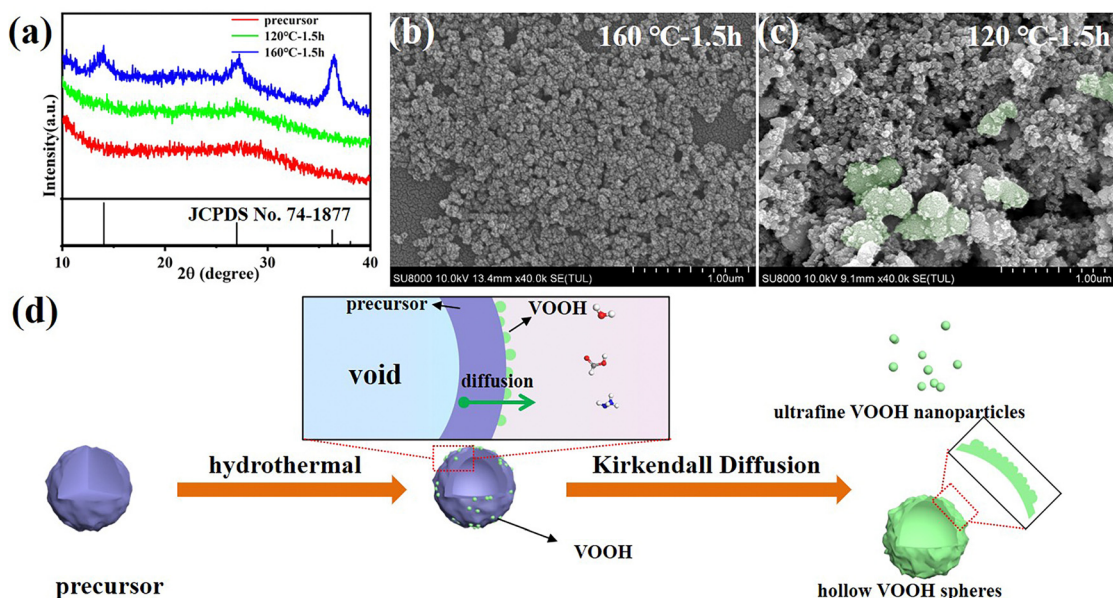 (a)
precursor
120°C-1.5h
160°C-1.5h
Intensity(a.u.)
JCPDS No. 74-1877
10 20 30 40
2θ (degree)
(b)
160 °C-1.5h
SU8000 10.0kV 13.4mm x40.0k SE(TUL)
1.00um
(c)
120 °C-1.5h
SU8000 10.0kV 9.1mm x40.0k SE(TUL)
1.00um
(d)
precursor
VOOH
void
diffusion
ultrafine VOOH nanoparticles
hydrothermal
Kirkendall Diffusion
VOOH
precursor
hollow VOOH spheres